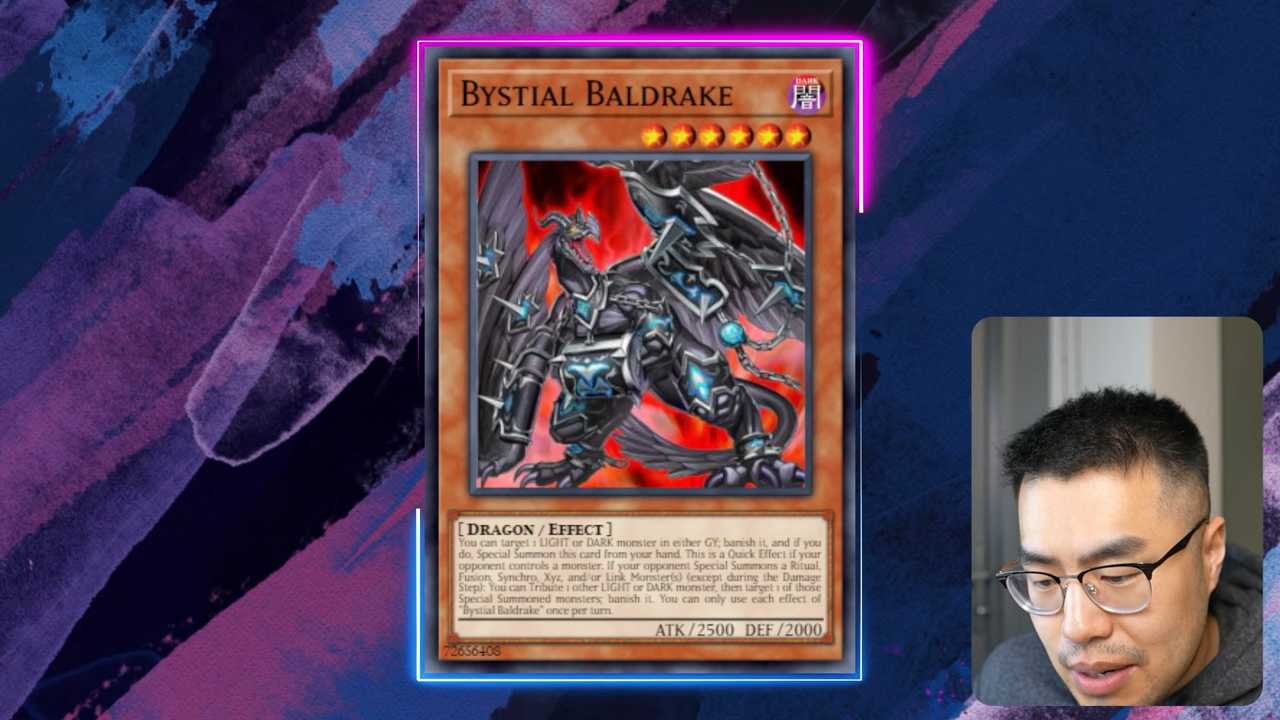 BYSTIAL BALDRAKE
DARK
闇
[ DRAGON / EFFECT ]
You can target 1 LIGHT or DARK monster in either GY; banish it, and if you
do, Special Summon this card from your hand. This is a Quick Effect if your
opponent controls a monster. If your opponent Special Summons a Ritual,
Fusion, Synchro, Xyz, and/or Link Monster(s) (except during the Damage
Step): You can Tribute 1 other LIGHT or DARK monster, then target 1 of those
Special Summoned monsters; banish it. You can only use each effect of
"Bystial Baldrake" once per turn.
ATK/2500 DEF/2000
72656408